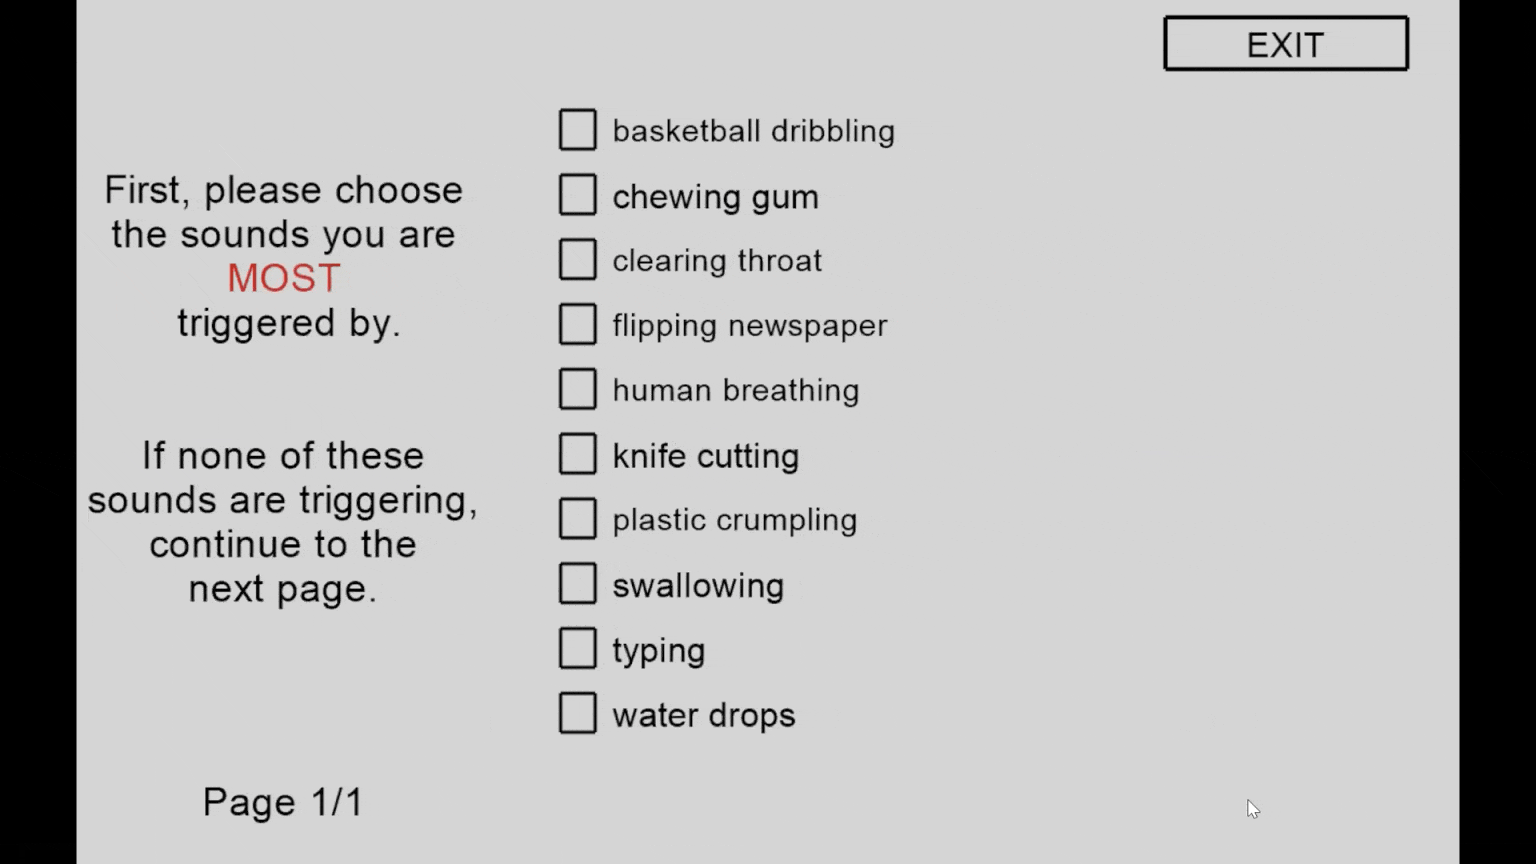 EXIT
First, please choose
the sounds you are
MOST
triggered by.
If none of these
sounds are triggering,
continue to the
next page.
basketball dribbling
chewing gum
clearing throat
flipping newspaper
human breathing
knife cutting
plastic crumpling
swallowing
typing
water drops
Page 1/1